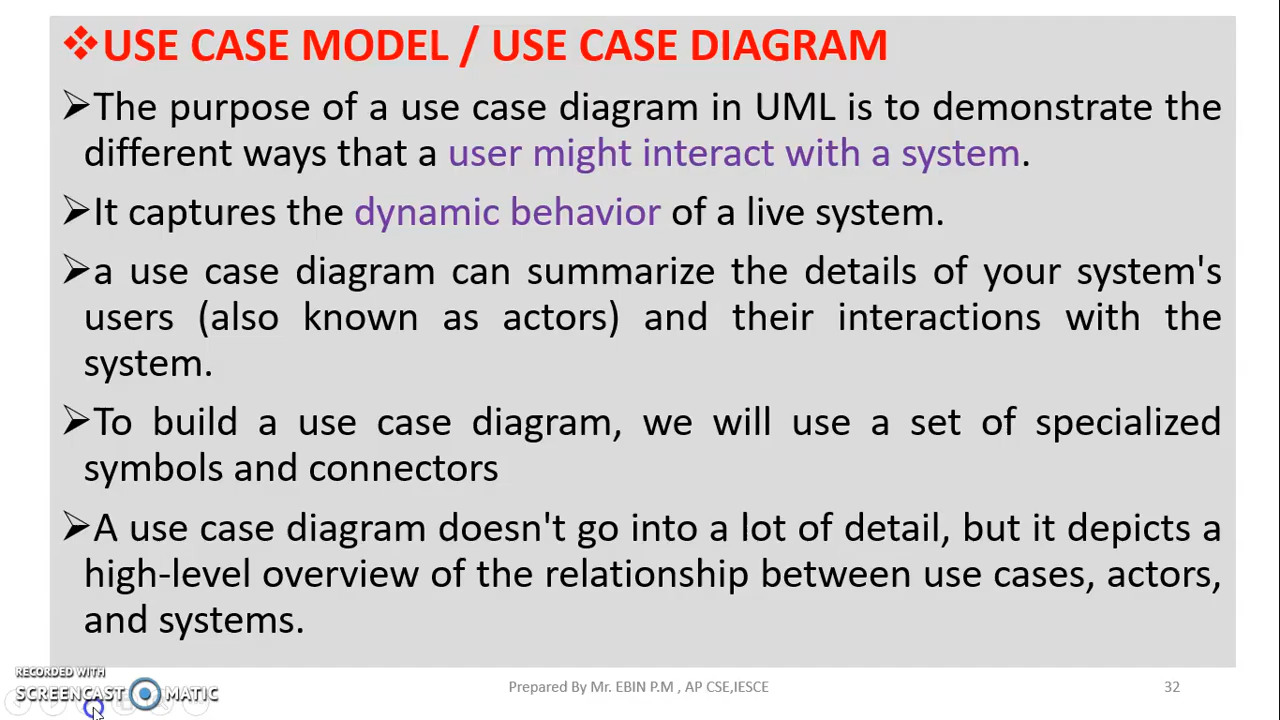 ❖USE CASE MODEL / USE CASE DIAGRAM
➢The purpose of a use case diagram in UML is to demonstrate the
different ways that a user might interact with a system.
➢It captures the dynamic behavior of a live system.
➢a use case diagram can summarize the details of your system's
users (also known as actors) and their interactions with the
system.
➢To build a use case diagram, we will use a set of specialized
symbols and connectors
➢A use case diagram doesn't go into a lot of detail, but it depicts a
high-level overview of the relationship between use cases, actors,
and systems.
RECORDED WITH
SCREENCAST MATIC
Prepared By Mr. EBIN P.M , AP CSE,IESCE
32